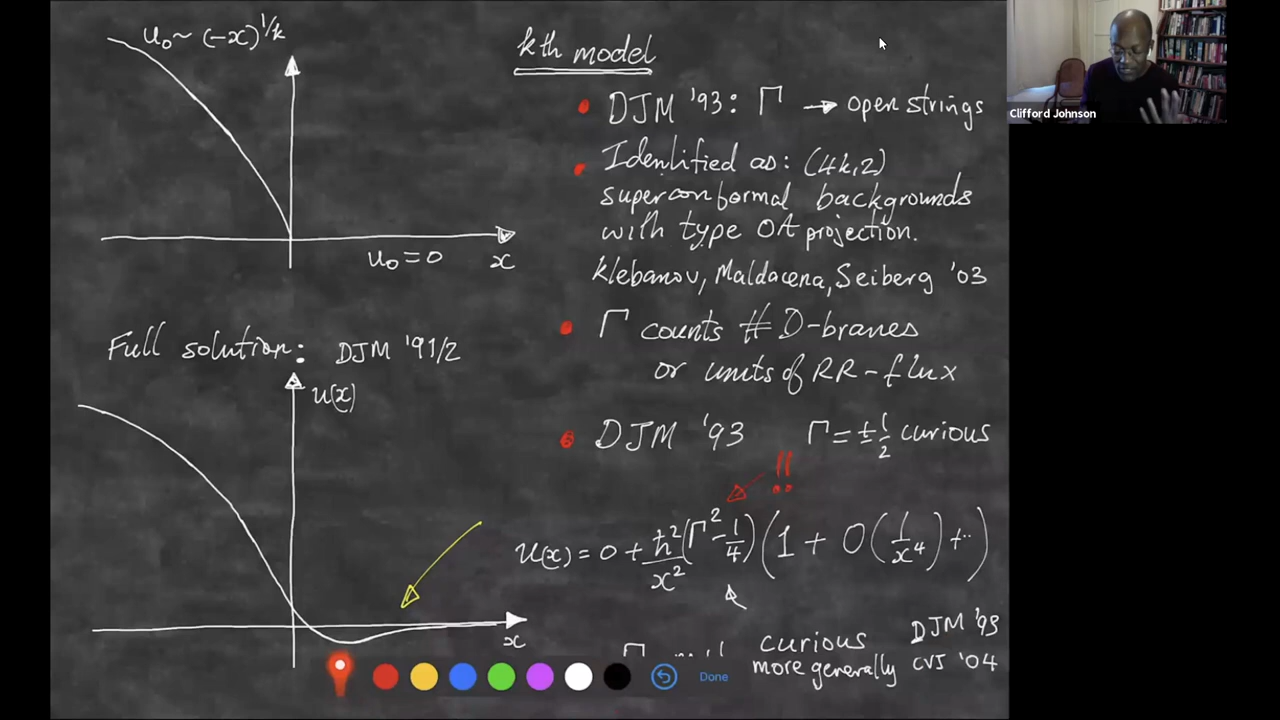 u₀ ~ (-x)^1/k
u₀ = 0
x
Full solution: DJM '91/2
u(x)
x
kth model
DJM '93: Γ → open strings
Identified as: (4k,2)
superconformal backgrounds
with type 0A projection.
Klebanov, Maldacena, Seiberg '03
Γ counts # D-branes
or units of RR-flux
DJM '93 Γ = ±1/2 curious
!!
u(x) = 0 + ħ²/x² (Γ² - 1/4) (1 + O(1/x⁴) + ··)
curious DJM '93
more generally CVJ '04
Done
Clifford Johnson